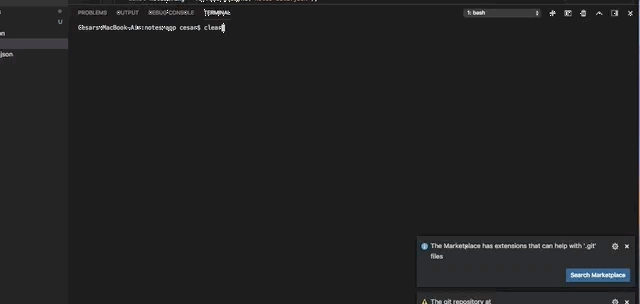 U
json
PROBLEMS OUTPUT DEBUG CONSOLE TERMINAL 1: bash
Cesars-MacBook-Air:notes-app cesar$ clear
The Marketplace has extensions that can help with '.git'
files
Search Marketplace
The git repository at